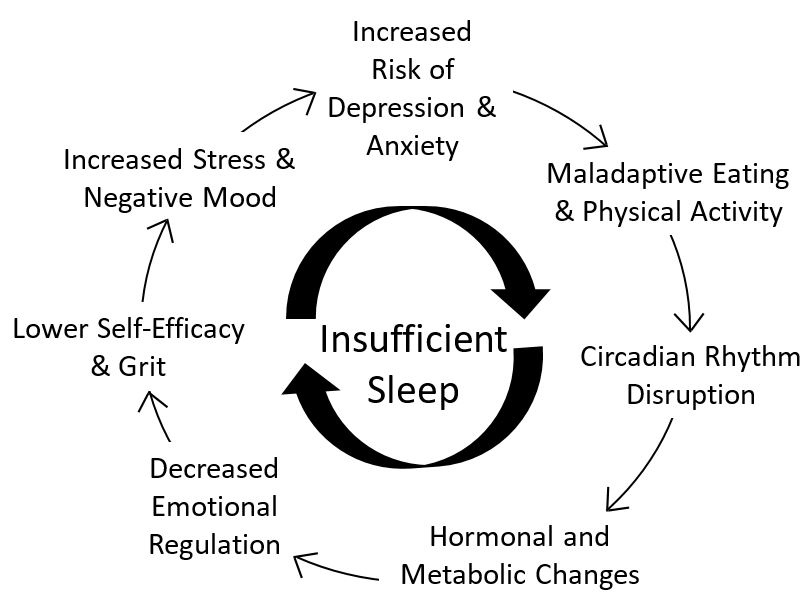 Increased
Risk of
Depression &
Anxiety
Maladaptive Eating
& Physical Activity
Circadian Rhythm
Disruption
Hormonal and
Metabolic Changes
Decreased
Emotional
Regulation
Lower Self-Efficacy
& Grit
Increased Stress &
Negative Mood
Insufficient
Sleep